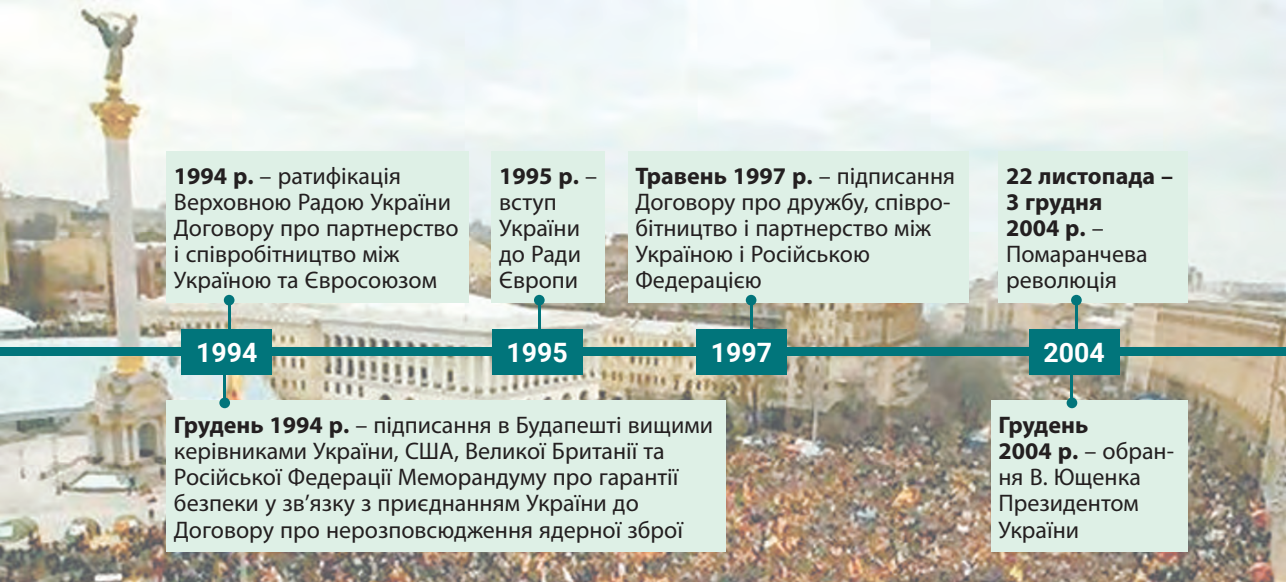 1994 р. – ратифікація
Верховною Радою України
Договору про партнерство
і співробітництво між
Україною та Євросоюзом
1995 р. –
вступ
України
до Ради
Європи
Травень 1997 р. – підписання
Договору про дружбу, співро-
бітництво і партнерство між
Україною і Російською
Федерацією
22 листопада –
3 грудня
2004 р. –
Помаранчева
революція
1994
1995
1997
2004
Грудень 1994 р. – підписання в Будапешті вищими
керівниками України, США, Великої Британії та
Російської Федерації Меморандуму про гарантії
безпеки у зв’язку з приєднанням України до
Договору про нерозповсюдження ядерної зброї
Грудень
2004 р. – обран-
ня В. Ющенка
Президентом
України